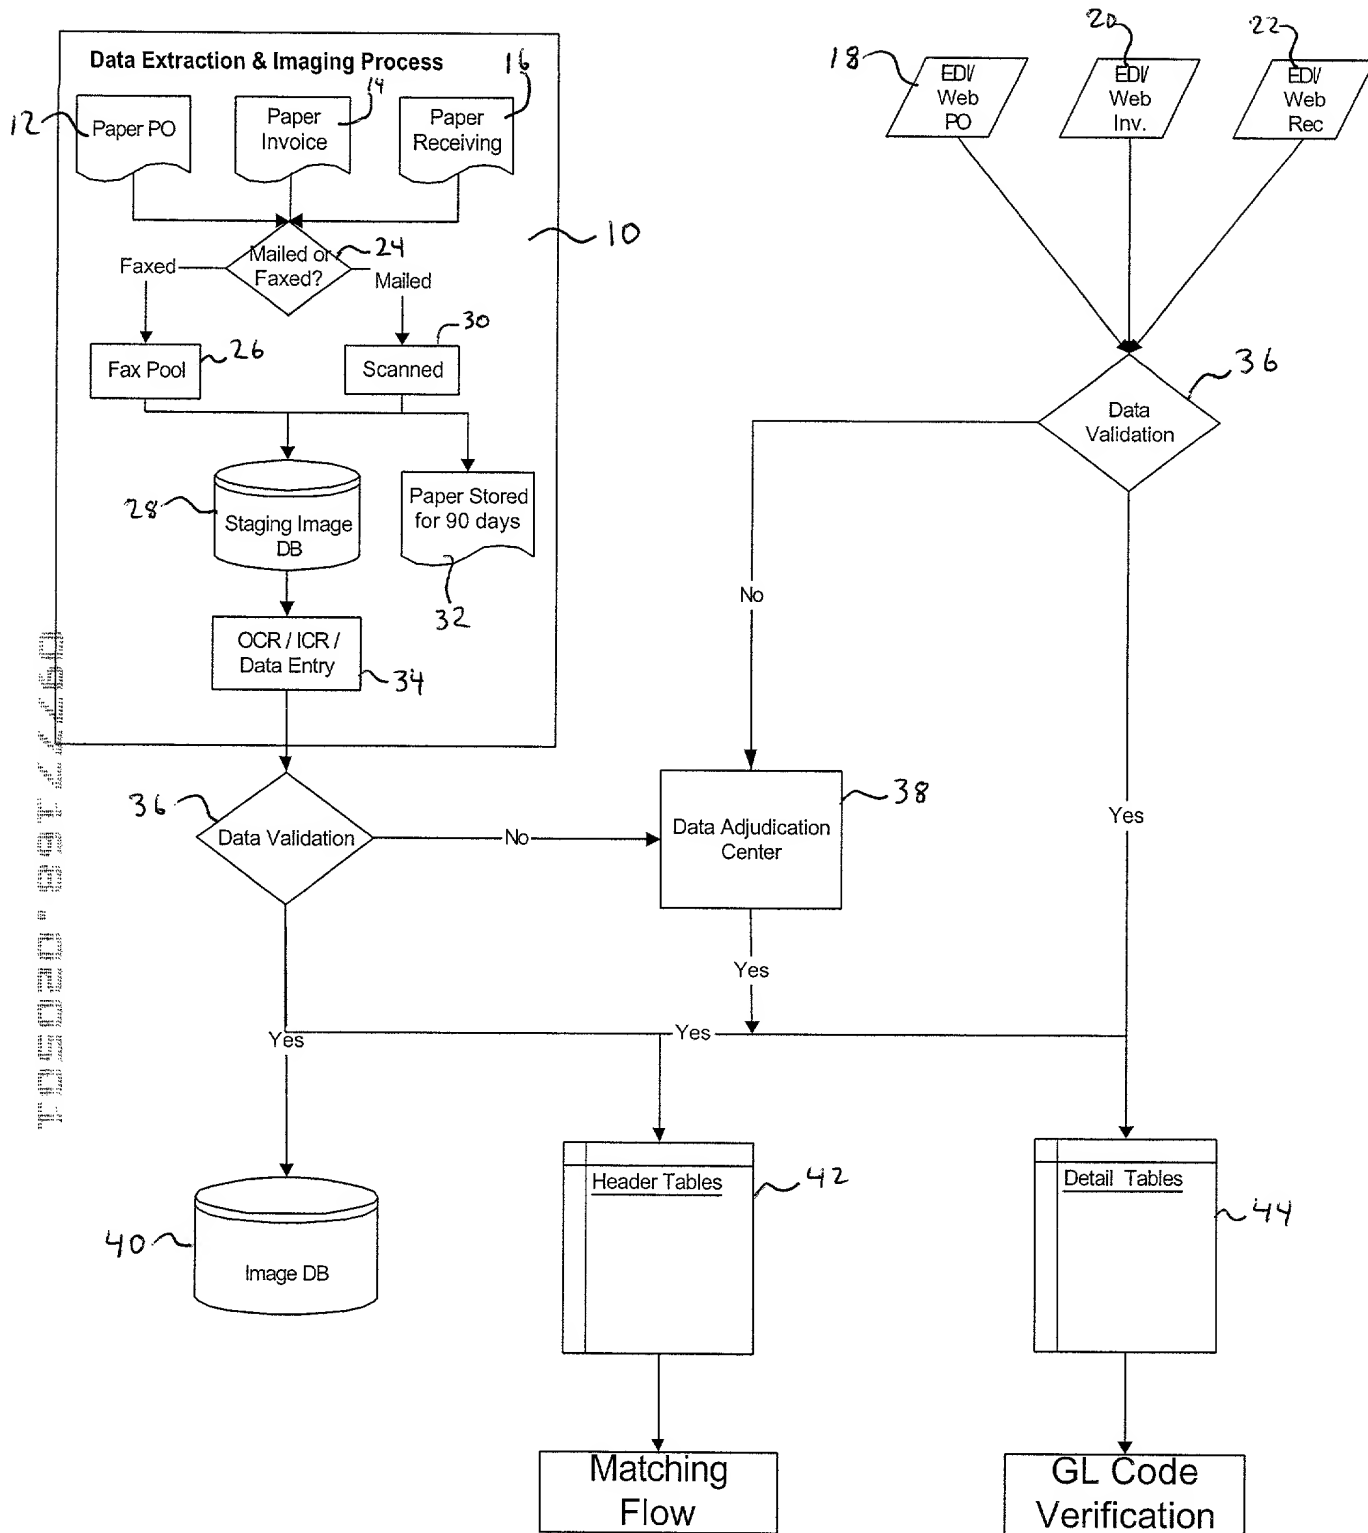 Data Extraction & Imaging Process
12
Paper PO
14
Paper
Invoice
16
Paper
Receiving
10
24
Mailed or
Faxed?
Faxed
Mailed
26
Fax Pool
30
Scanned
28
Staging Image
DB
Paper Stored
for 90 days
32
OCR / ICR /
Data Entry
34
18
EDI/
Web
PO
20
EDI/
Web
Inv.
22
EDI/
Web
Rec
36
Data
Validation
No
Yes
36
Data Validation
No
38
Data Adjudication
Center
Yes
Yes
Yes
40
Image DB
Header Tables
42
Detail Tables
44
Matching
Flow
GL Code
Verification